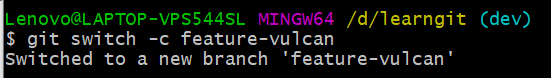 Lenovo@LAPTOP-VPS544SL MINGW64 /d/learngit (dev)
$ git switch -c feature-vulcan
Switched to a new branch 'feature-vulcan'